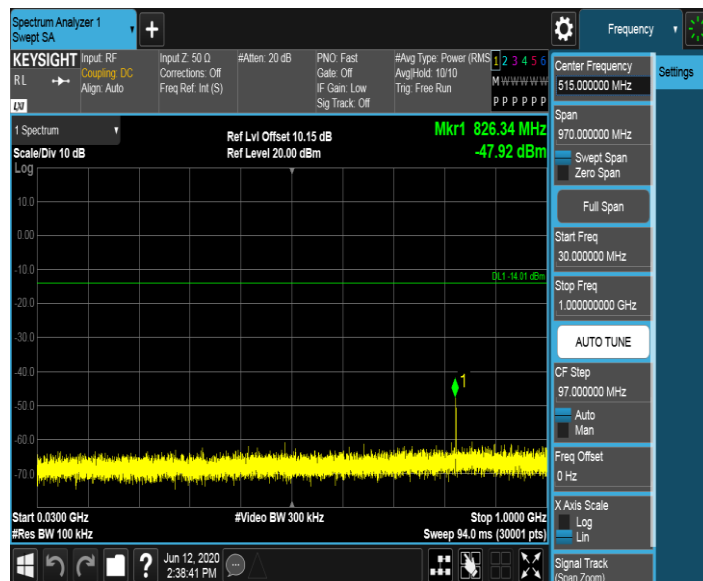 Spectrum Analyzer 1
Swept SA
+
Frequency
KEYSIGHT
RL
LXI
Input: RF
Coupling: DC
Align: Auto
Input Z: 50 Ω
Corrections: Off
Freq Ref: Int (S)
#Atten: 20 dB
PNO: Fast
Gate: Off
IF Gain: Low
Sig Track: Off
#Avg Type: Power (RMS
Avg|Hold: 10/10
Trig: Free Run
1 2 3 4 5 6
M W W W W W
P P P P P P
Settings
Center Frequency
515.000000 MHz
Span
970.000000 MHz
Swept Span
Zero Span
Full Span
Start Freq
30.000000 MHz
Stop Freq
1.000000000 GHz
AUTO TUNE
CF Step
97.000000 MHz
Auto
Man
Freq Offset
0 Hz
X Axis Scale
Log
Lin
Signal Track
(Span Zoom)
1 Spectrum
Scale/Div 10 dB
Ref Lvl Offset 10.15 dB
Ref Level 20.00 dBm
Mkr1 826.34 MHz
-47.92 dBm
Log
10.0
0.00
-10.0
DL1 -14.01 dBm
-20.0
-30.0
-40.0
1
-50.0
-60.0
-70.0
Start 0.0300 GHz
#Res BW 100 kHz
#Video BW 300 kHz
Stop 1.0000 GHz
Sweep 94.0 ms (30001 pts)
?
Jun 12, 2020
2:38:41 PM